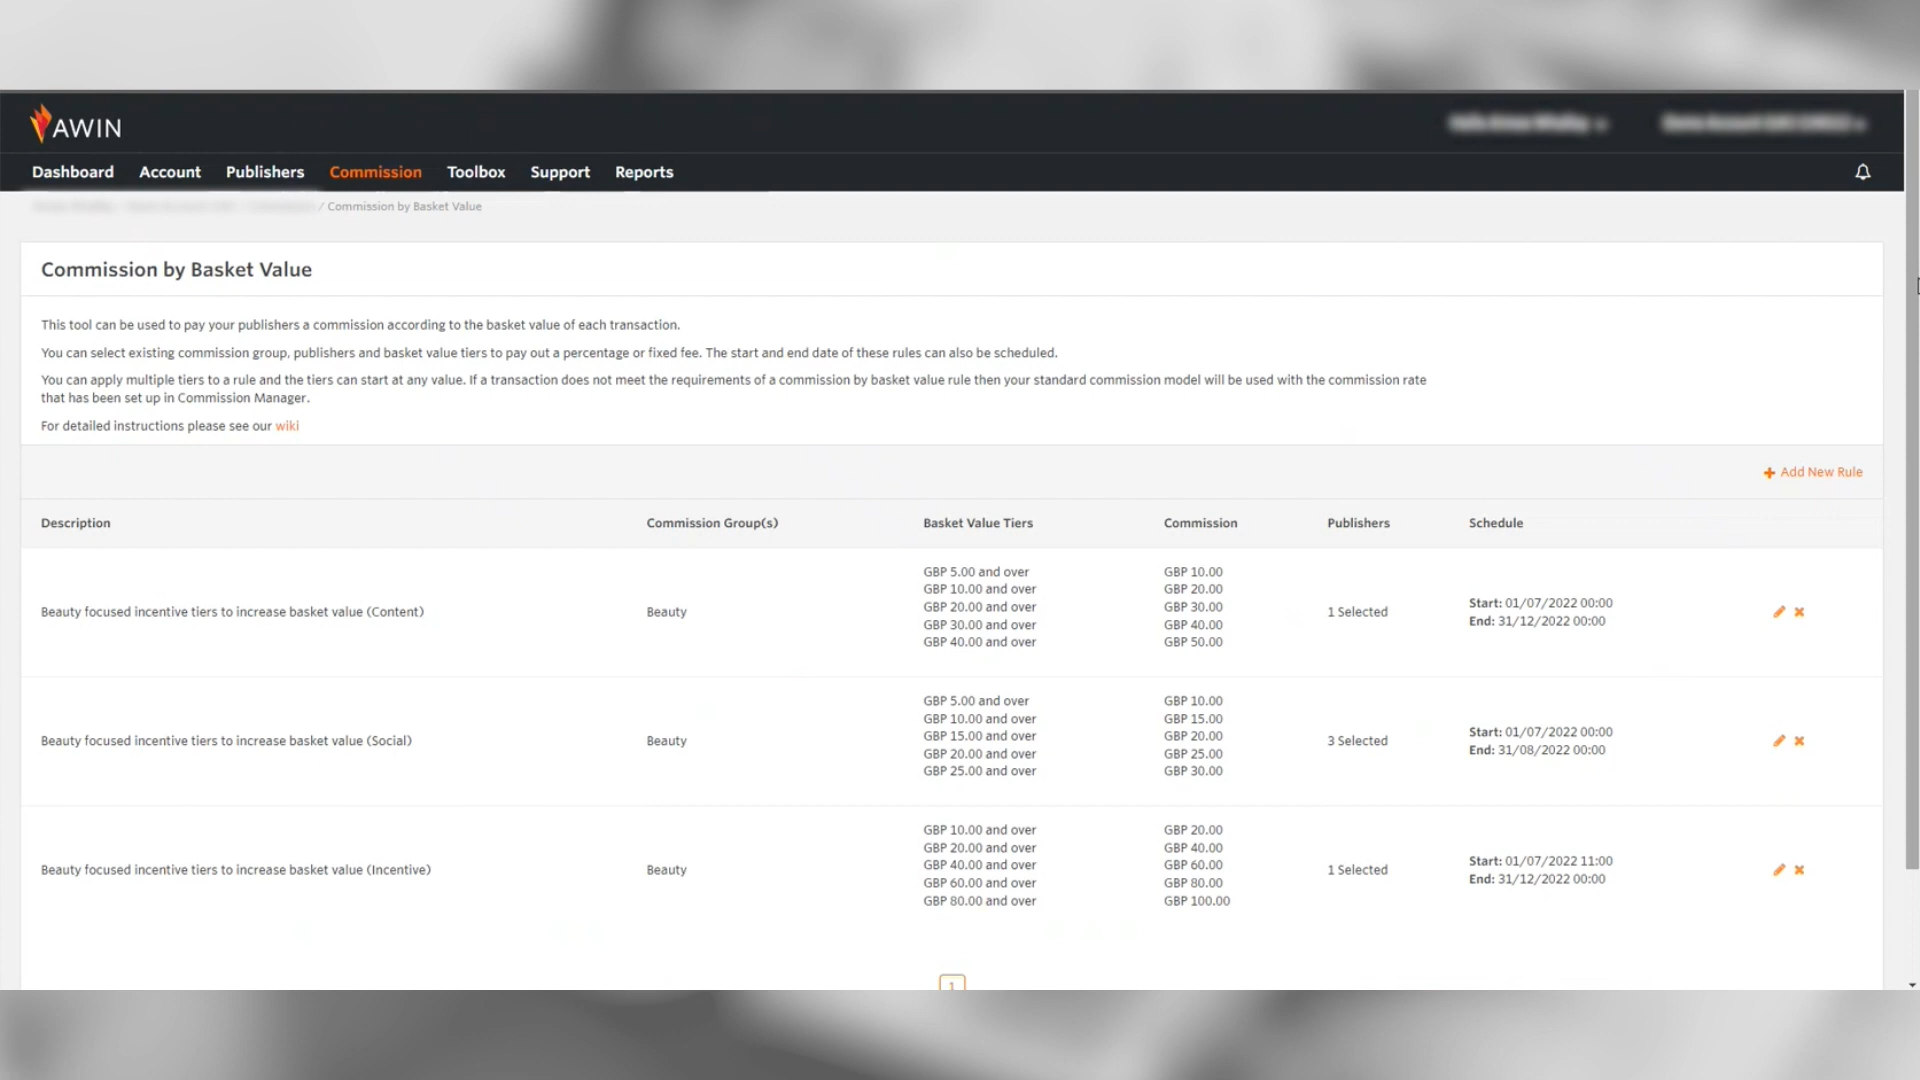 AWIN
Dashboard Account Publishers Commission Toolbox Support Reports
/ Commission by Basket Value
Commission by Basket Value
This tool can be used to pay your publishers a commission according to the basket value of each transaction.
You can select existing commission group, publishers and basket value tiers to pay out a percentage or fixed fee. The start and end date of these rules can also be scheduled.
You can apply multiple tiers to a rule and the tiers can start at any value. If a transaction does not meet the requirements of a commission by basket value rule then your standard commission model will be used with the commission rate
that has been set up in Commission Manager.
For detailed instructions please see our wiki
Add New Rule
Description Commission Group(s) Basket Value Tiers Commission Publishers Schedule
Beauty focused incentive tiers to increase basket value (Content)
Beauty
GBP 5.00 and over
GBP 10.00 and over
GBP 20.00 and over
GBP 30.00 and over
GBP 40.00 and over
GBP 10.00
GBP 20.00
GBP 30.00
GBP 40.00
GBP 50.00
1 Selected
Start: 01/07/2022 00:00
End: 31/12/2022 00:00
Beauty focused incentive tiers to increase basket value (Social)
Beauty
GBP 5.00 and over
GBP 10.00 and over
GBP 15.00 and over
GBP 20.00 and over
GBP 25.00 and over
GBP 10.00
GBP 15.00
GBP 20.00
GBP 25.00
GBP 30.00
3 Selected
Start: 01/07/2022 00:00
End: 31/08/2022 00:00
Beauty focused incentive tiers to increase basket value (Incentive)
Beauty
GBP 10.00 and over
GBP 20.00 and over
GBP 40.00 and over
GBP 60.00 and over
GBP 80.00 and over
GBP 20.00
GBP 40.00
GBP 60.00
GBP 80.00
GBP 100.00
1 Selected
Start: 01/07/2022 11:00
End: 31/12/2022 00:00
1